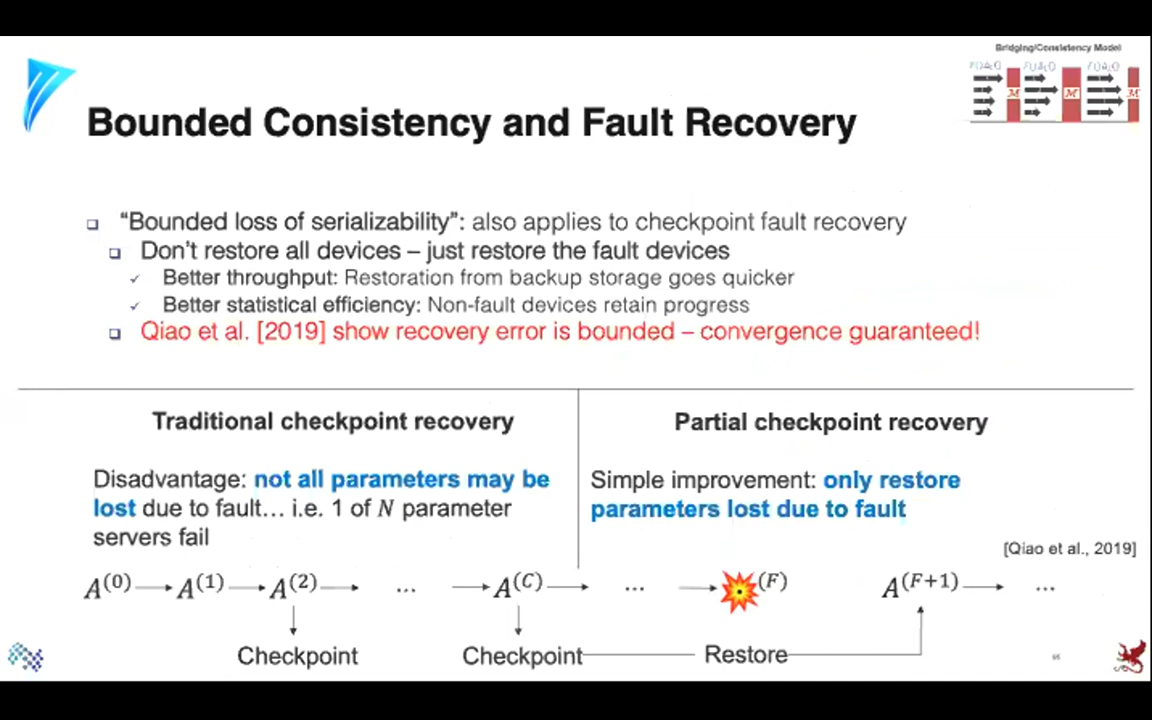 Bridging/Consistency Model
Bounded Consistency and Fault Recovery
“Bounded loss of serializability”: also applies to checkpoint fault recovery
Don’t restore all devices – just restore the fault devices
✓ Better throughput: Restoration from backup storage goes quicker
✓ Better statistical efficiency: Non-fault devices retain progress
Qiao et al. [2019] show recovery error is bounded – convergence guaranteed!
Traditional checkpoint recovery
Disadvantage: not all parameters may be
lost due to fault… i.e. 1 of N parameter
servers fail
Partial checkpoint recovery
Simple improvement: only restore
parameters lost due to fault
[Qiao et al., 2019]
A^(0) → A^(1) → A^(2) → … → A^(C) → … → ^(F) A^(F+1) → …
Checkpoint Checkpoint Restore